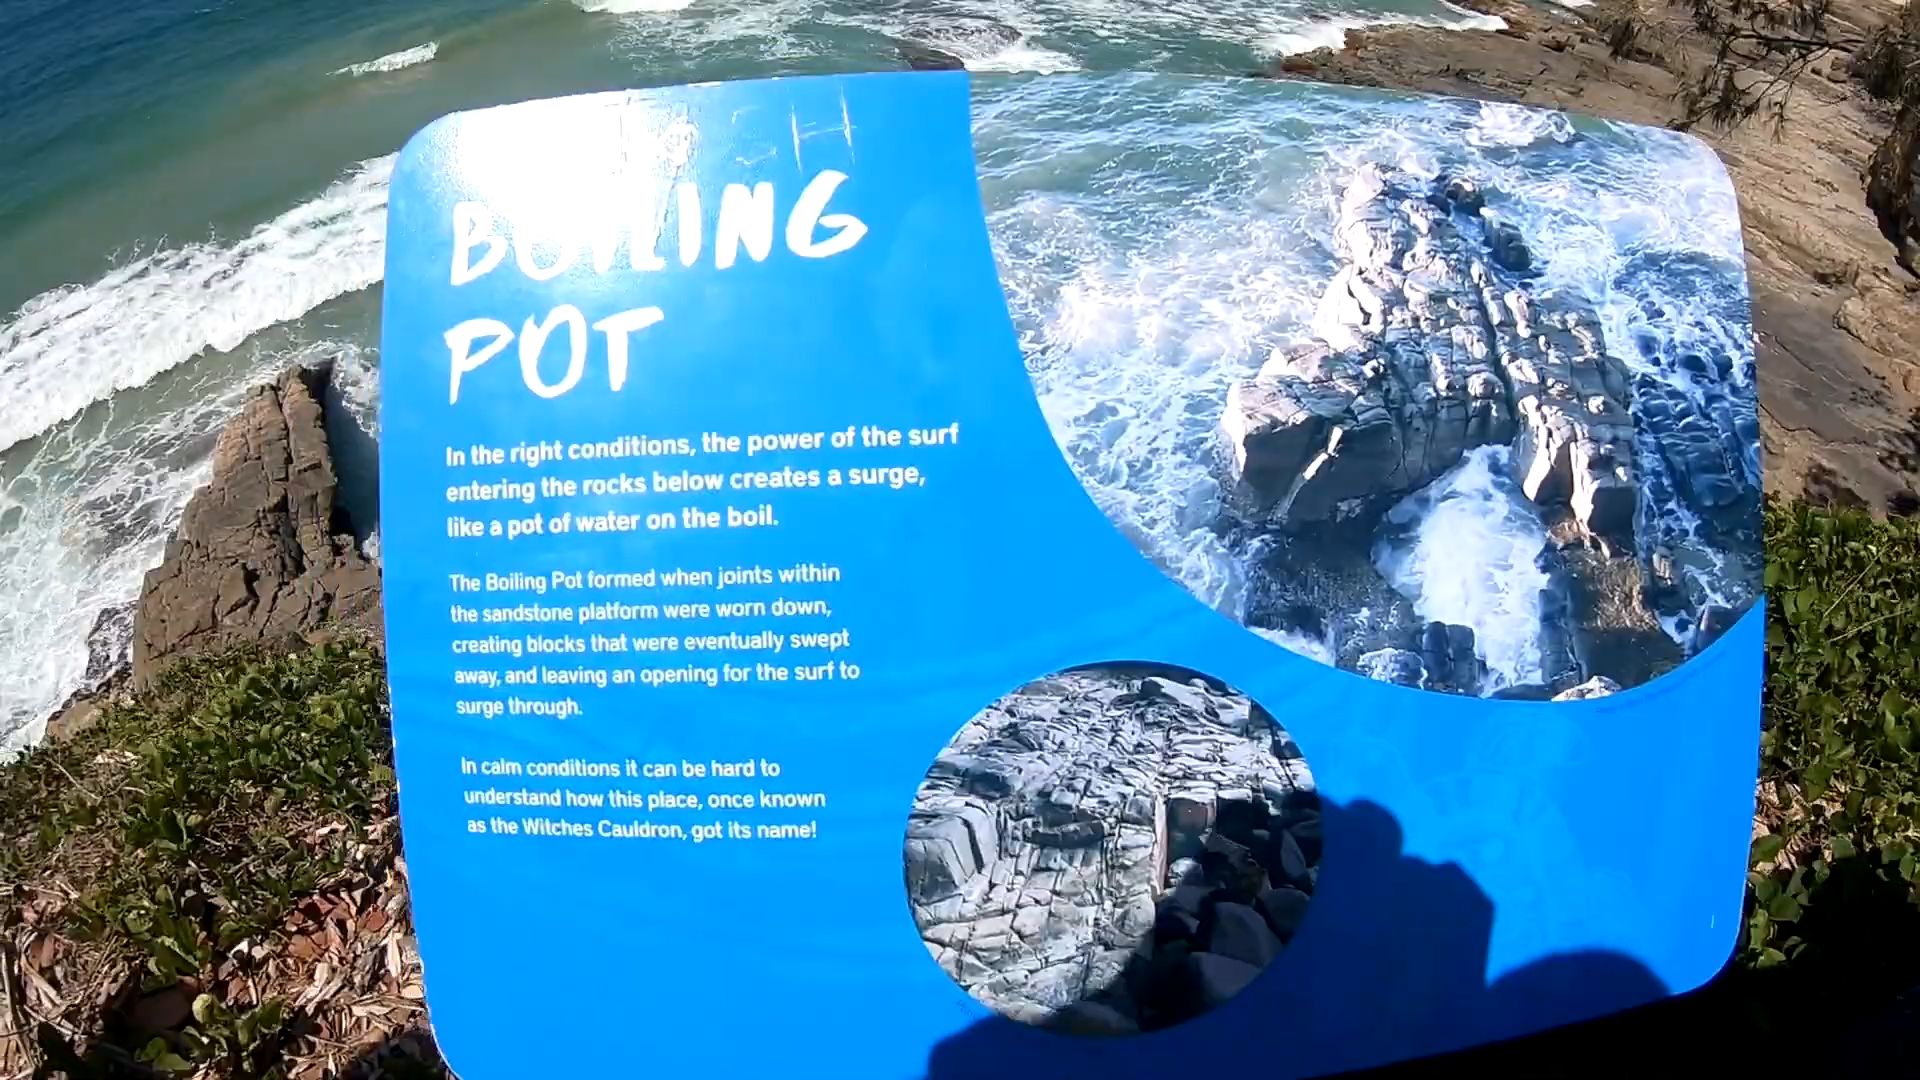 BOILING
POT
In the right conditions, the power of the surf
entering the rocks below creates a surge,
like a pot of water on the boil.
The Boiling Pot formed when joints within
the sandstone platform were worn down,
creating blocks that were eventually swept
away, and leaving an opening for the surf to
surge through.
In calm conditions it can be hard to
understand how this place, once known
as the Witches Cauldron, got its name!